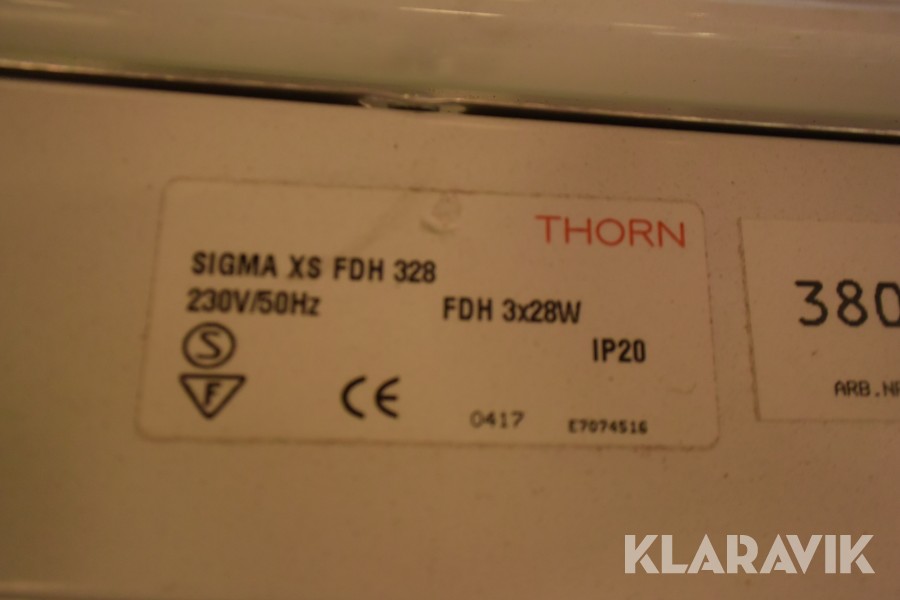 THORN
SIGMA XS FDH 328
230V/50Hz FDH 3x28W
IP20
S
F
CE 0417 E7074516
380
ARB.NR
KLARAVIK